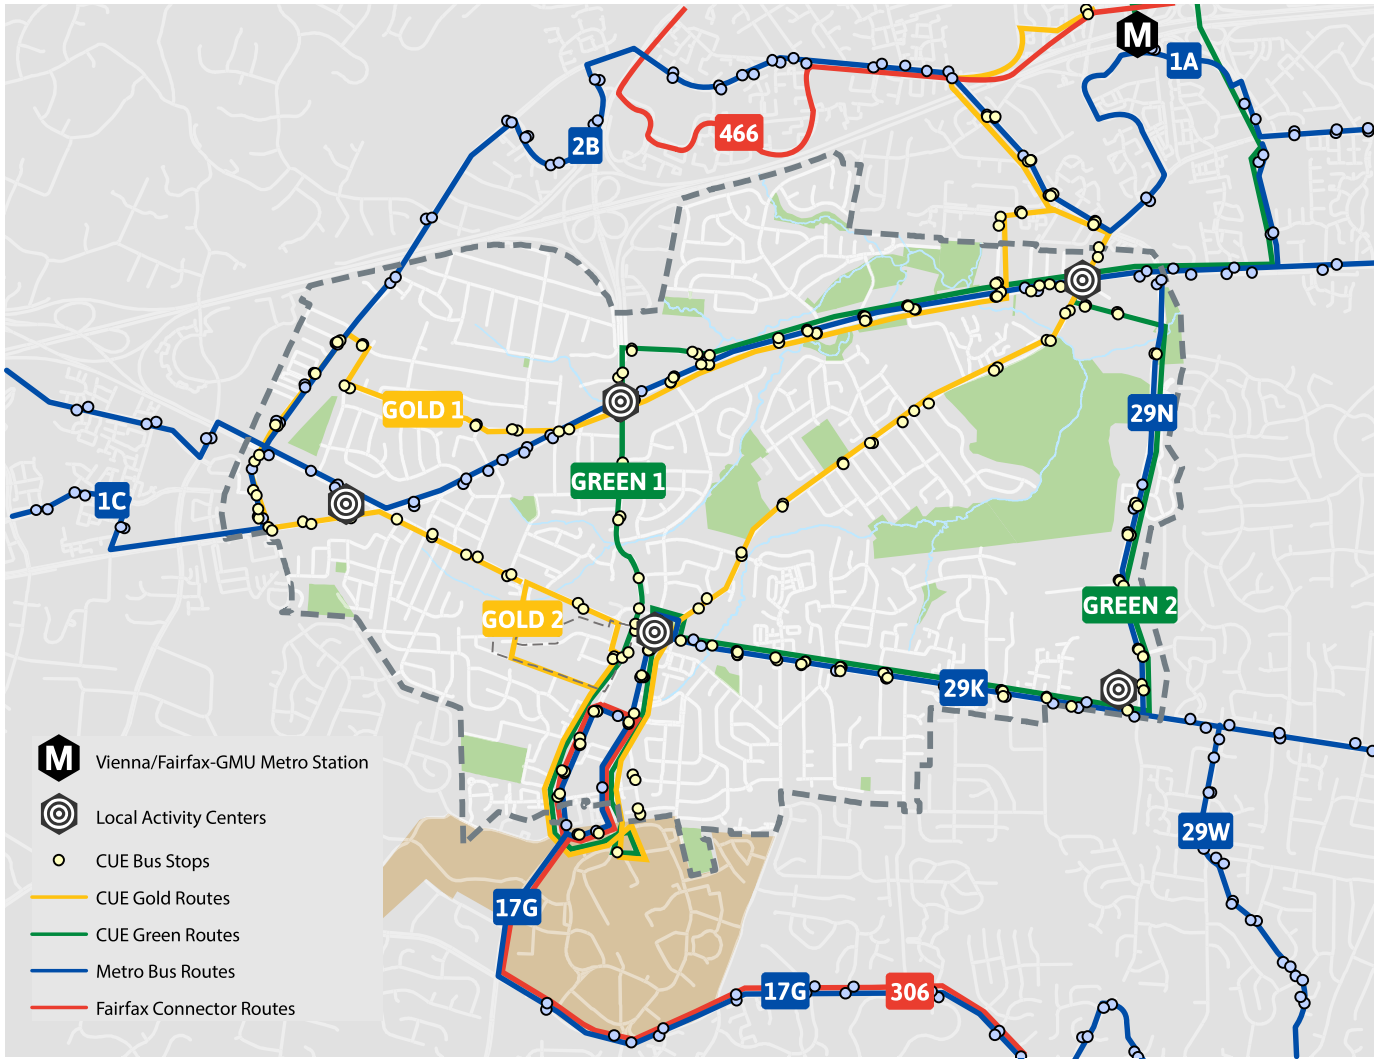 M
1A
2B
466
GOLD 1
29N
GREEN 1
1C
GREEN 2
GOLD 2
29K
M Vienna/Fairfax-GMU Metro Station
Local Activity Centers
CUE Bus Stops
CUE Gold Routes
CUE Green Routes
Metro Bus Routes
Fairfax Connector Routes
29W
17G
17G
306